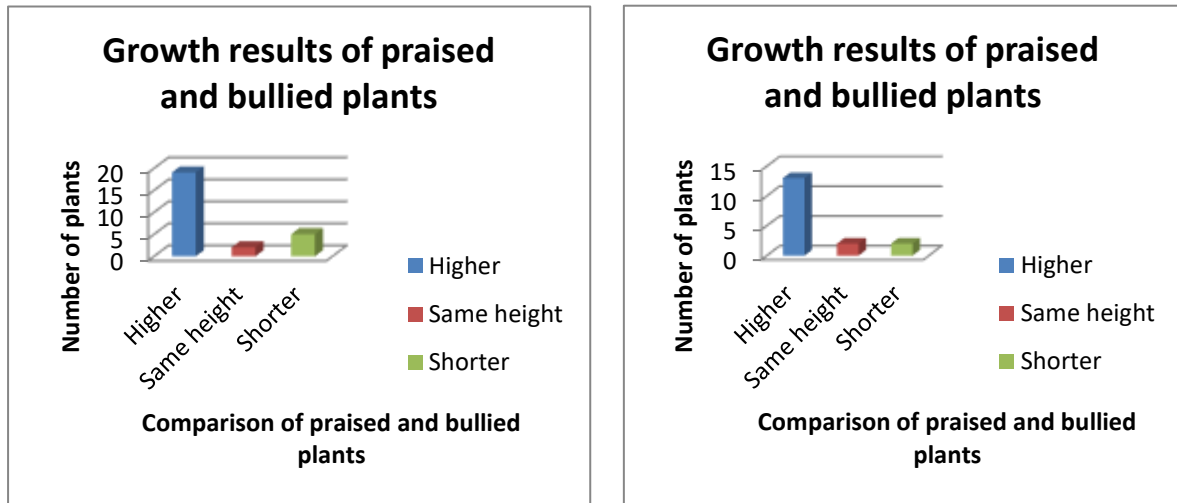 Growth results of praised
and bullied plants
Number of plants
20
15
10
5
0
Higher
Same height
Shorter
Higher
Same height
Shorter
Comparison of praised and bullied
plants
Growth results of praised
and bullied plants
Number of plants
15
10
5
0
Higher
Same height
Shorter
Higher
Same height
Shorter
Comparison of praised and bullied
plants